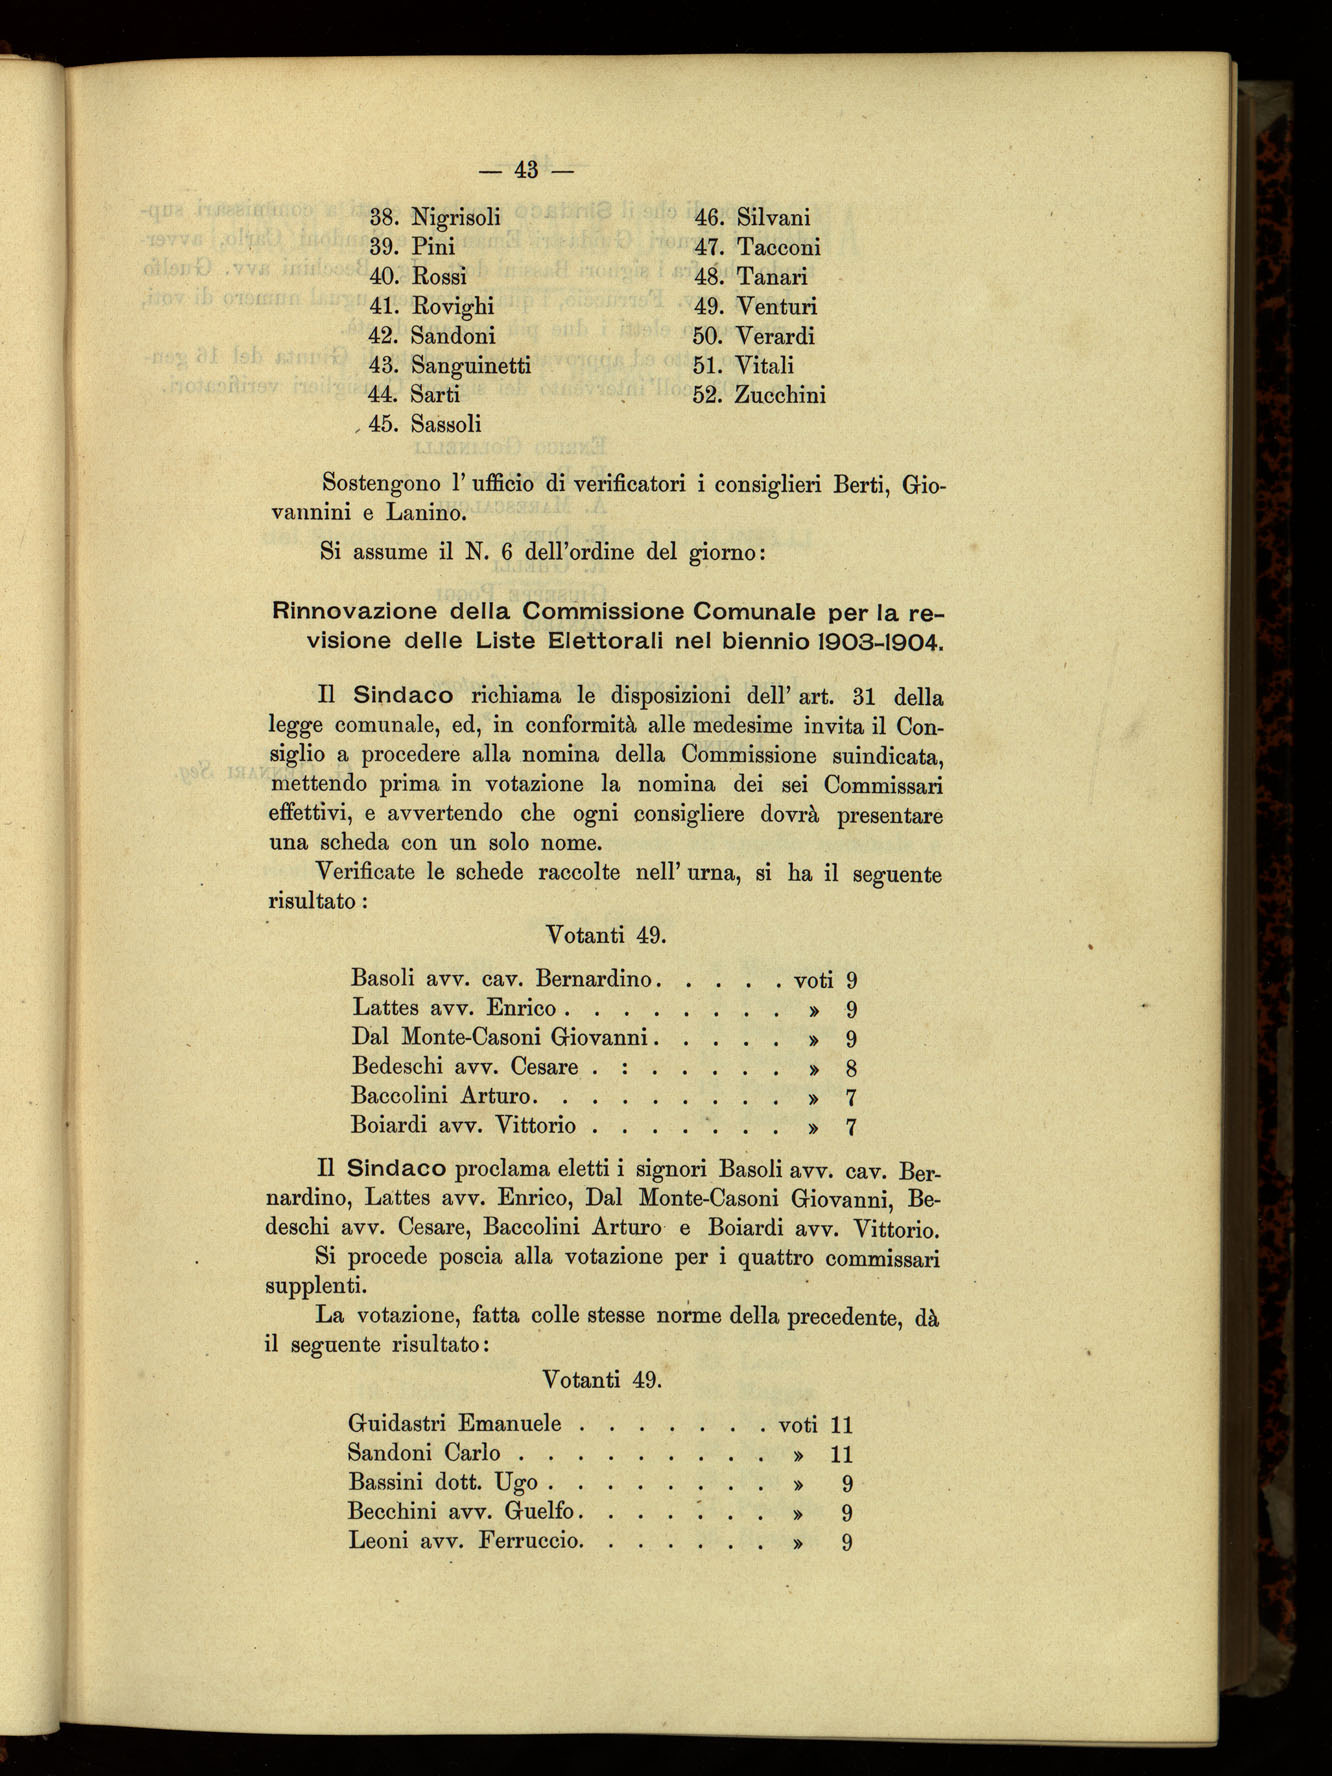 — 43 —
38. Nigrisoli
39. Pini
40. Rossi
41. Rovighi
42. Sandoni
43. Sanguinetti
44. Sarti
45. Sassoli
46. Silvani
47. Tacconi
48. Tanari
49. Venturi
50. Verardi
51. Vitali
52. Zucchini
Sostengono l' ufficio di verificatori i consiglieri Berti, Gio-
vannini e Lanino.
Si assume il N. 6 dell'ordine del giorno:
Rinnovazione della Commissione Comunale per la re-
visione delle Liste Elettorali nel biennio 1903-1904.
Il Sindaco richiama le disposizioni dell' art. 31 della
legge comunale, ed, in conformità alle medesime invita il Con-
siglio a procedere alla nomina della Commissione suindicata,
mettendo prima in votazione la nomina dei sei Commissari
effettivi, e avvertendo che ogni consigliere dovrà presentare
una scheda con un solo nome.
Verificate le schede raccolte nell' urna, si ha il seguente
risultato:
Votanti 49.
Basoli avv. cav. Bernardino. . . . . voti 9
Lattes avv. Enrico . . . . . . . . » 9
Dal Monte-Casoni Giovanni. . . . . » 9
Bedeschi avv. Cesare . : . . . . . » 8
Baccolini Arturo. . . . . . . . . » 7
Boiardi avv. Vittorio . . . . . . . » 7
Il Sindaco proclama eletti i signori Basoli avv. cav. Ber-
nardino, Lattes avv. Enrico, Dal Monte-Casoni Giovanni, Be-
deschi avv. Cesare, Baccolini Arturo e Boiardi avv. Vittorio.
Si procede poscia alla votazione per i quattro commissari
supplenti.
La votazione, fatta colle stesse norme della precedente, dà
il seguente risultato:
Votanti 49.
Guidastri Emanuele . . . . . . . voti 11
Sandoni Carlo . . . . . . . . . » 11
Bassini dott. Ugo . . . . . . . . » 9
Becchini avv. Guelfo. . . . . . . » 9
Leoni avv. Ferruccio. . . . . . . » 9